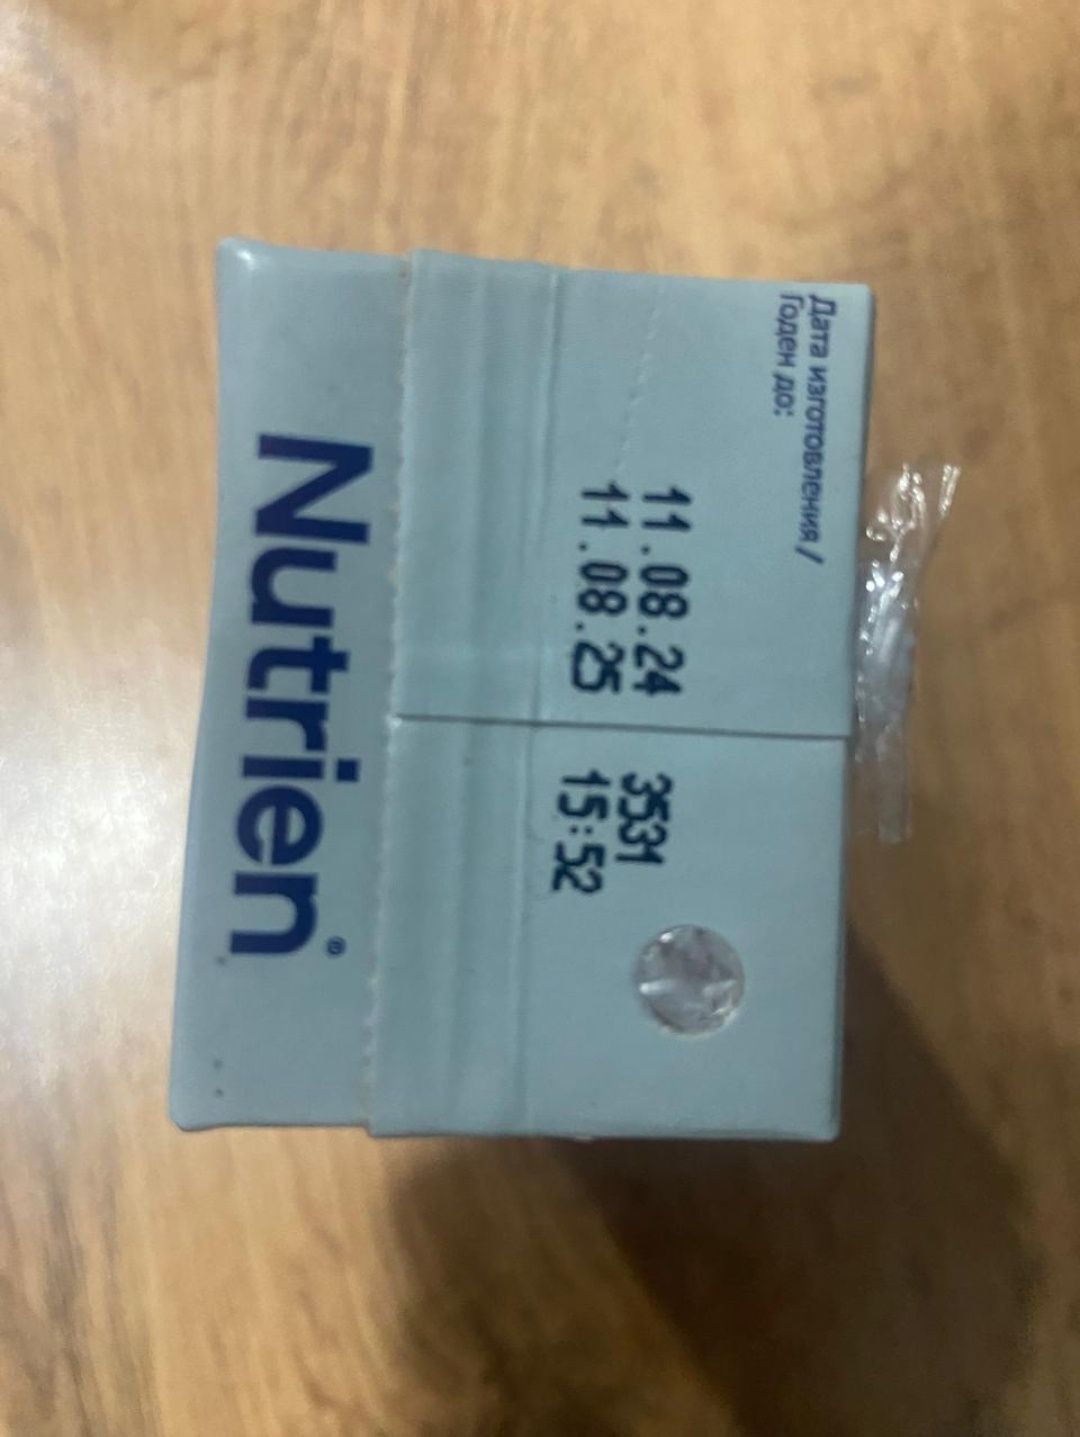 Дата изготовления /
Годен до:
11.08.24 3531
11.08.25 15:52
Nutrien®